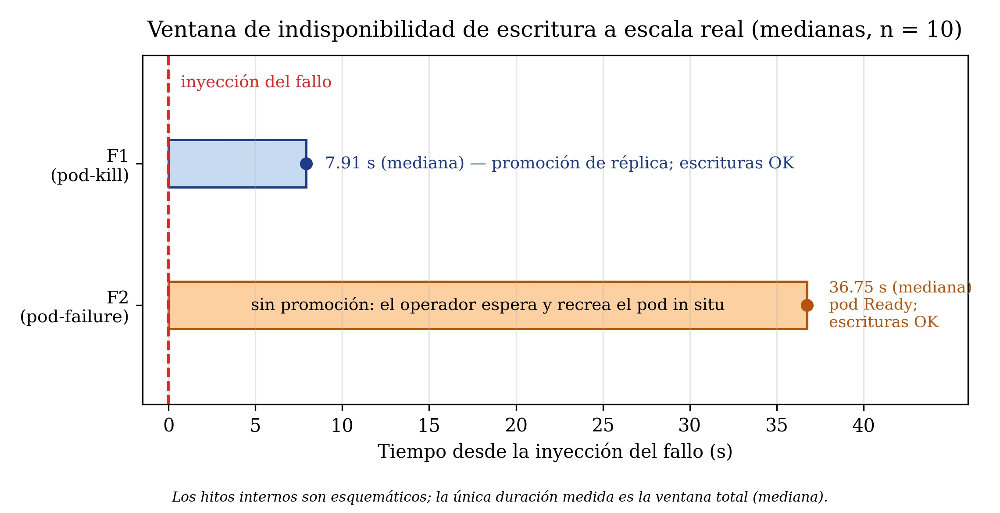 Ventana de indisponibilidad de escritura a escala real (medianas, n = 10)
inyección del fallo
F1
(pod-kill)
7.91 s (mediana) — promoción de réplica; escrituras OK
F2
(pod-failure)
sin promoción: el operador espera y recrea el pod in situ
36.75 s (mediana)
pod Ready;
escrituras OK
0 5 10 15 20 25 30 35 40
Tiempo desde la inyección del fallo (s)
Los hitos internos son esquemáticos; la única duración medida es la ventana total (mediana).